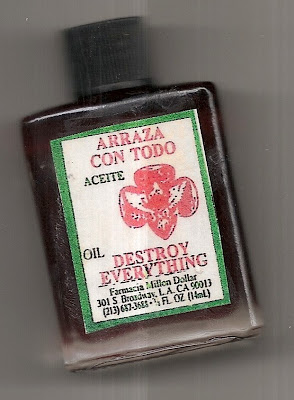 ARRAZA
CON TODO
ACEITE
OIL
DESTROY
EVERYTHING
Farmacia Million Dollar
301 S. Broadway, L.A. CA 90013
(213) 687-3688 • ½ FL. OZ (14mL)